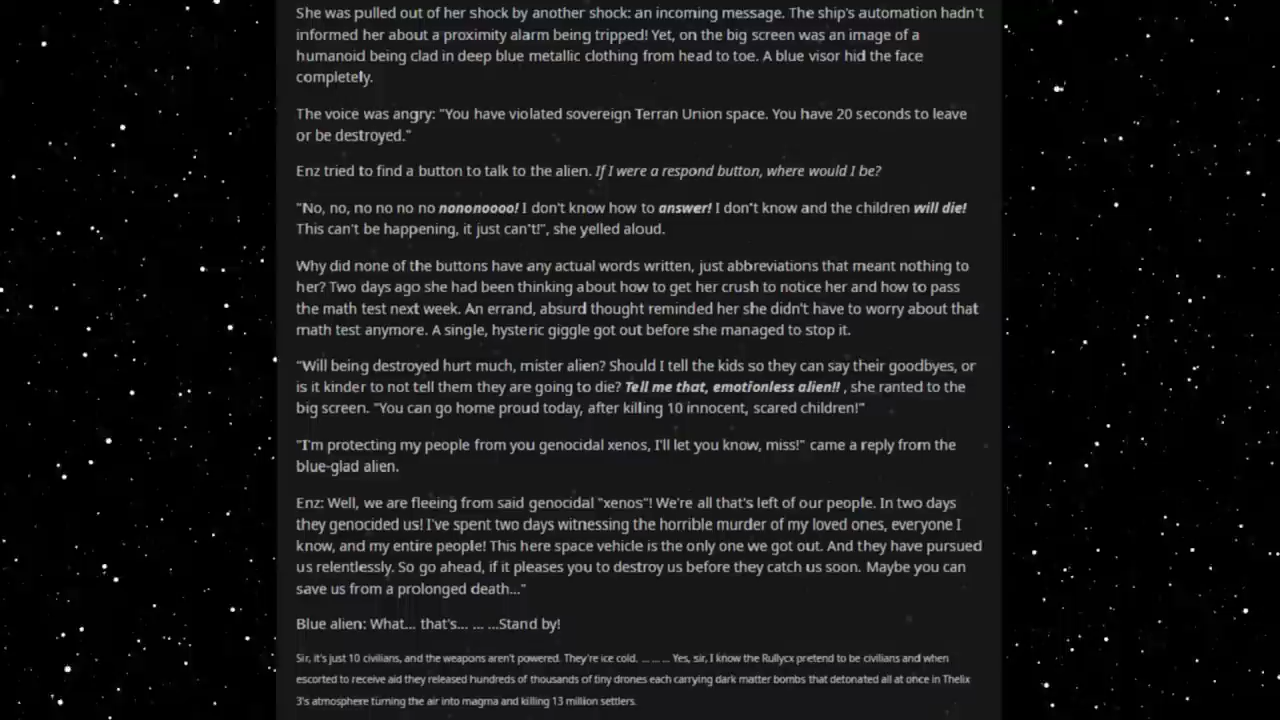 She was pulled out of her shock by another shock: an incoming message. The ship's automation hadn't
informed her about a proximity alarm being tripped! Yet, on the big screen was an image of a
humanoid being clad in deep blue metallic clothing from head to toe. A blue visor hid the face
completely.
The voice was angry: "You have violated sovereign Terran Union space. You have 20 seconds to leave
or be destroyed."
Enz tried to find a button to talk to the alien. If I were a respond button, where would I be?
"No, no, no no no no nononoooo! I don't know how to answer! I don't know and the children will die!
This can't be happening, it just can't!", she yelled aloud.
Why did none of the buttons have any actual words written, just abbreviations that meant nothing to
her? Two days ago she had been thinking about how to get her crush to notice her and how to pass
the math test next week. An errand, absurd thought reminded her she didn't have to worry about that
math test anymore. A single, hysteric giggle got out before she managed to stop it.
"Will being destroyed hurt much, mister alien? Should I tell the kids so they can say their goodbyes, or
is it kinder to not tell them they are going to die? Tell me that, emotionless alien!! , she ranted to the
big screen. "You can go home proud today, after killing 10 innocent, scared children!"
"I'm protecting my people from you genocidal xenos, I'll let you know, miss!" came a reply from the
blue-glad alien.
Enz: Well, we are fleeing from said genocidal "xenos"! We're all that's left of our people. In two days
they genocided us! I've spent two days witnessing the horrible murder of my loved ones, everyone I
know, and my entire people! This here space vehicle is the only one we got out. And they have pursued
us relentlessly. So go ahead, if it pleases you to destroy us before they catch us soon. Maybe you can
save us from a prolonged death..."
Blue alien: What... that's... ... ...Stand by!
Sir, it's just 10 civilians, and the weapons aren't powered. They're ice cold. ... ... ... Yes, sir, I know the Rullycx pretend to be civilians and when
escorted to receive aid they released hundreds of thousands of tiny drones each carrying dark matter bombs that detonated all at once in Thelix
3's atmosphere turning the air into magma and killing 13 million settlers.